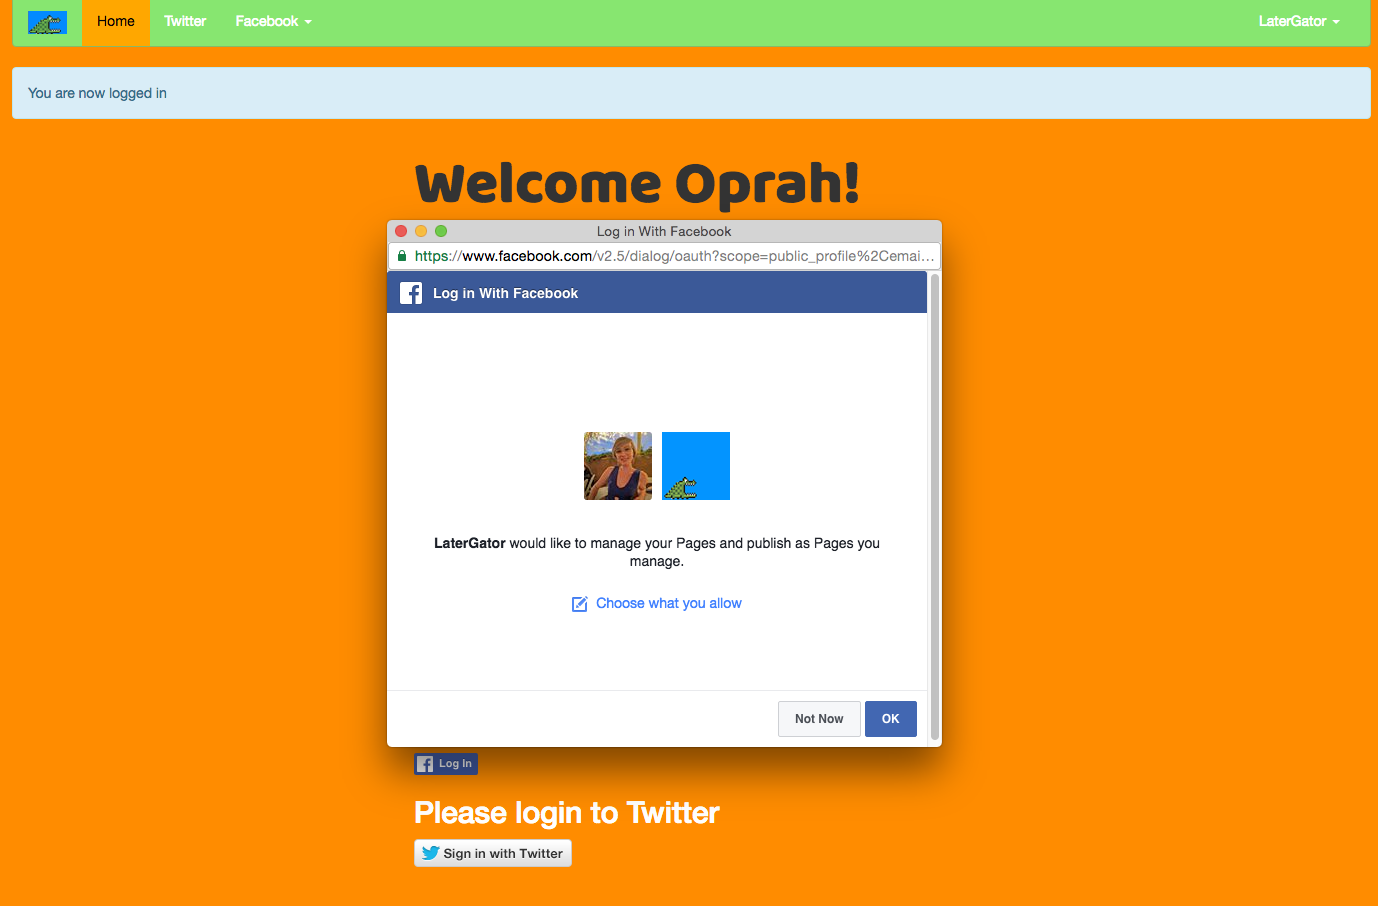 Home
Twitter
Facebook
LaterGator
You are now logged in
Welcome Oprah!
Log in With Facebook
https://www.facebook.com/v2.5/dialog/oauth?scope=public_profile%2Cemai...
Log in With Facebook
LaterGator would like to manage your Pages and publish as Pages you
manage.
Choose what you allow
Not Now
OK
Log In
Please login to Twitter
Sign in with Twitter